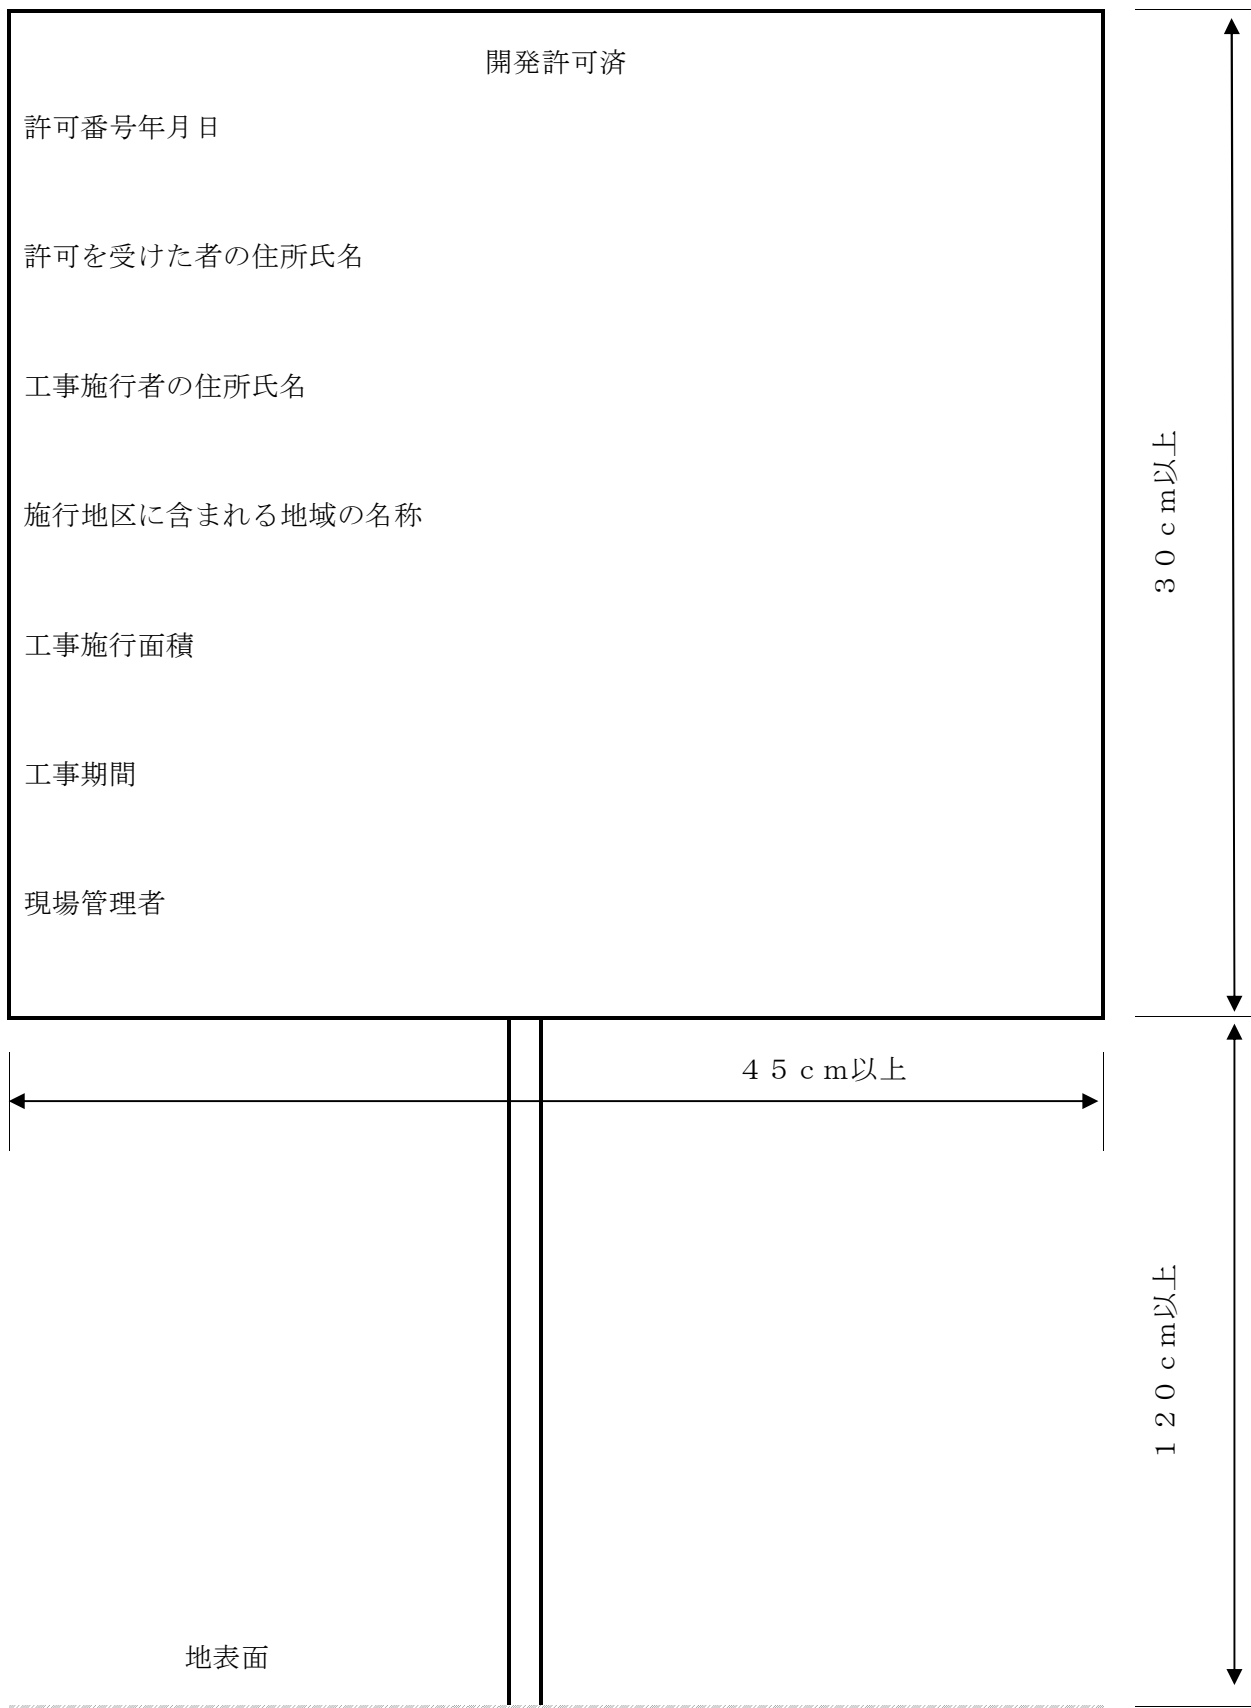 開発許可済
許可番号年月日
許可を受けた者の住所氏名
工事施行者の住所氏名
施行地区に含まれる地域の名称
工事施行面積
工事期間
現場管理者
３０ｃｍ以上
４５ｃｍ以上
１２０ｃｍ以上
地表面